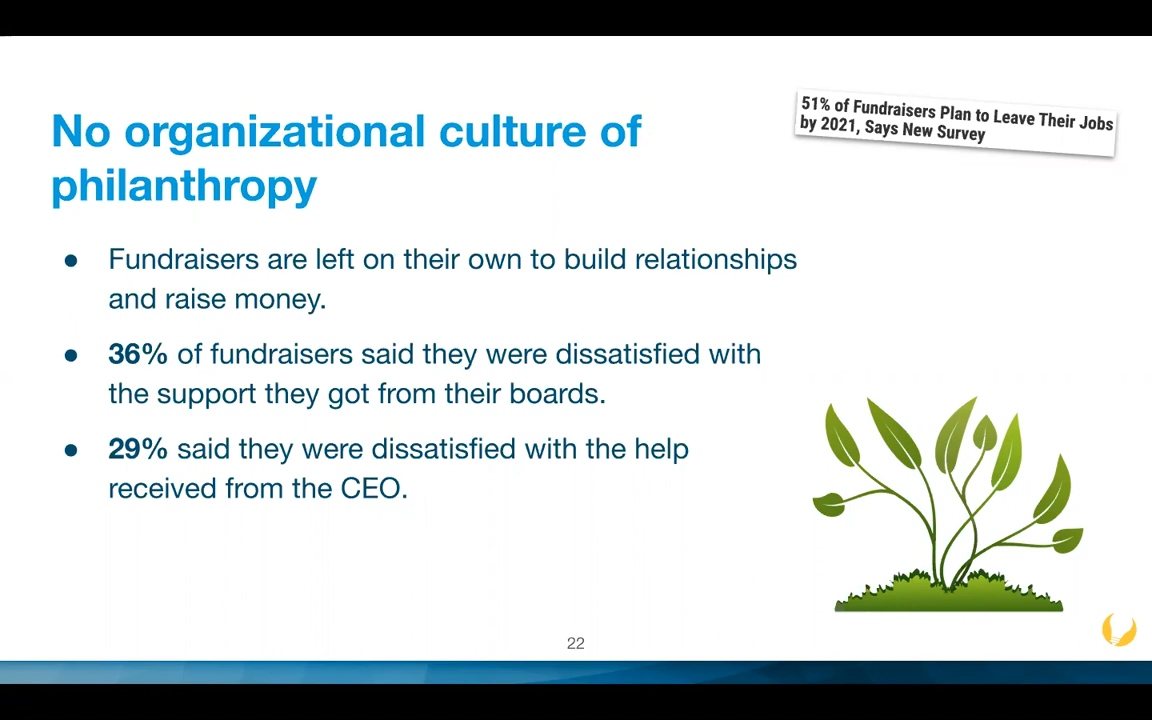 No organizational culture of
philanthropy
51% of Fundraisers Plan to Leave Their Jobs
by 2021, Says New Survey
● Fundraisers are left on their own to build relationships
and raise money.
● 36% of fundraisers said they were dissatisfied with
the support they got from their boards.
● 29% said they were dissatisfied with the help
received from the CEO.
22